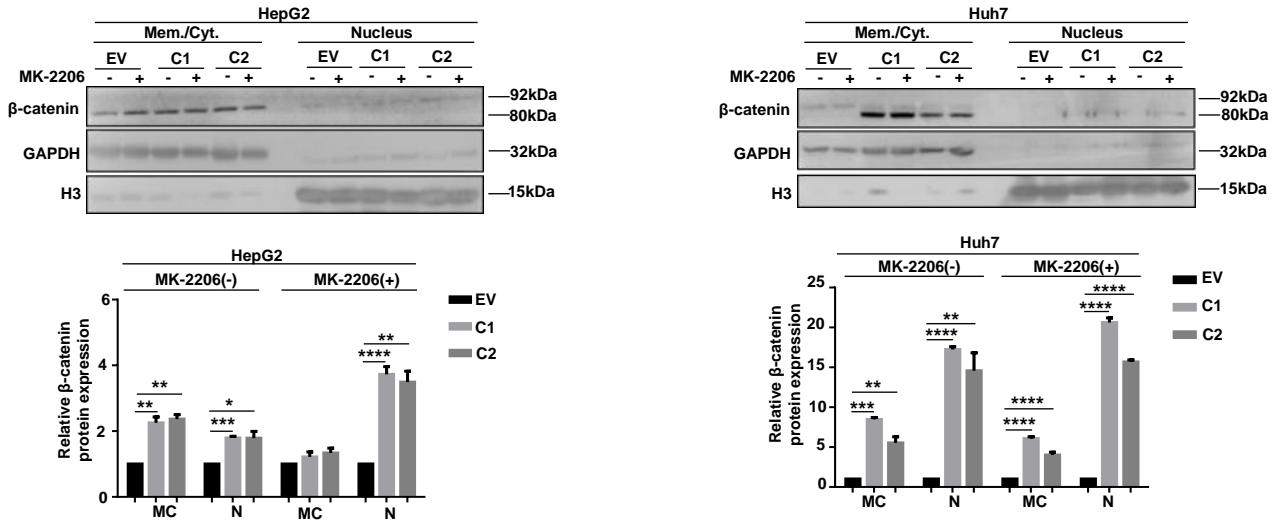 HepG2
Mem./Cyt. Nucleus
EV C1 C2 EV C1 C2
MK-2206 - + - + - + - + - + - +
β-catenin 92kDa
80kDa
GAPDH 32kDa
H3 15kDa
Huh7
Mem./Cyt. Nucleus
EV C1 C2 EV C1 C2
MK-2206 - + - + - + - + - + - +
β-catenin 92kDa
80kDa
GAPDH 32kDa
H3 15kDa
HepG2
MK-2206(-) MK-2206(+)
Relative β-catenin
protein expression
6
4
2
0
** **
*** *
**** **
MC N MC N
EV
C1
C2
Huh7
MK-2206(-) MK-2206(+)
Relative β-catenin
protein expression
25
20
15
10
5
0
*** **
**** **
**** ****
**** ****
MC N MC N
EV
C1
C2